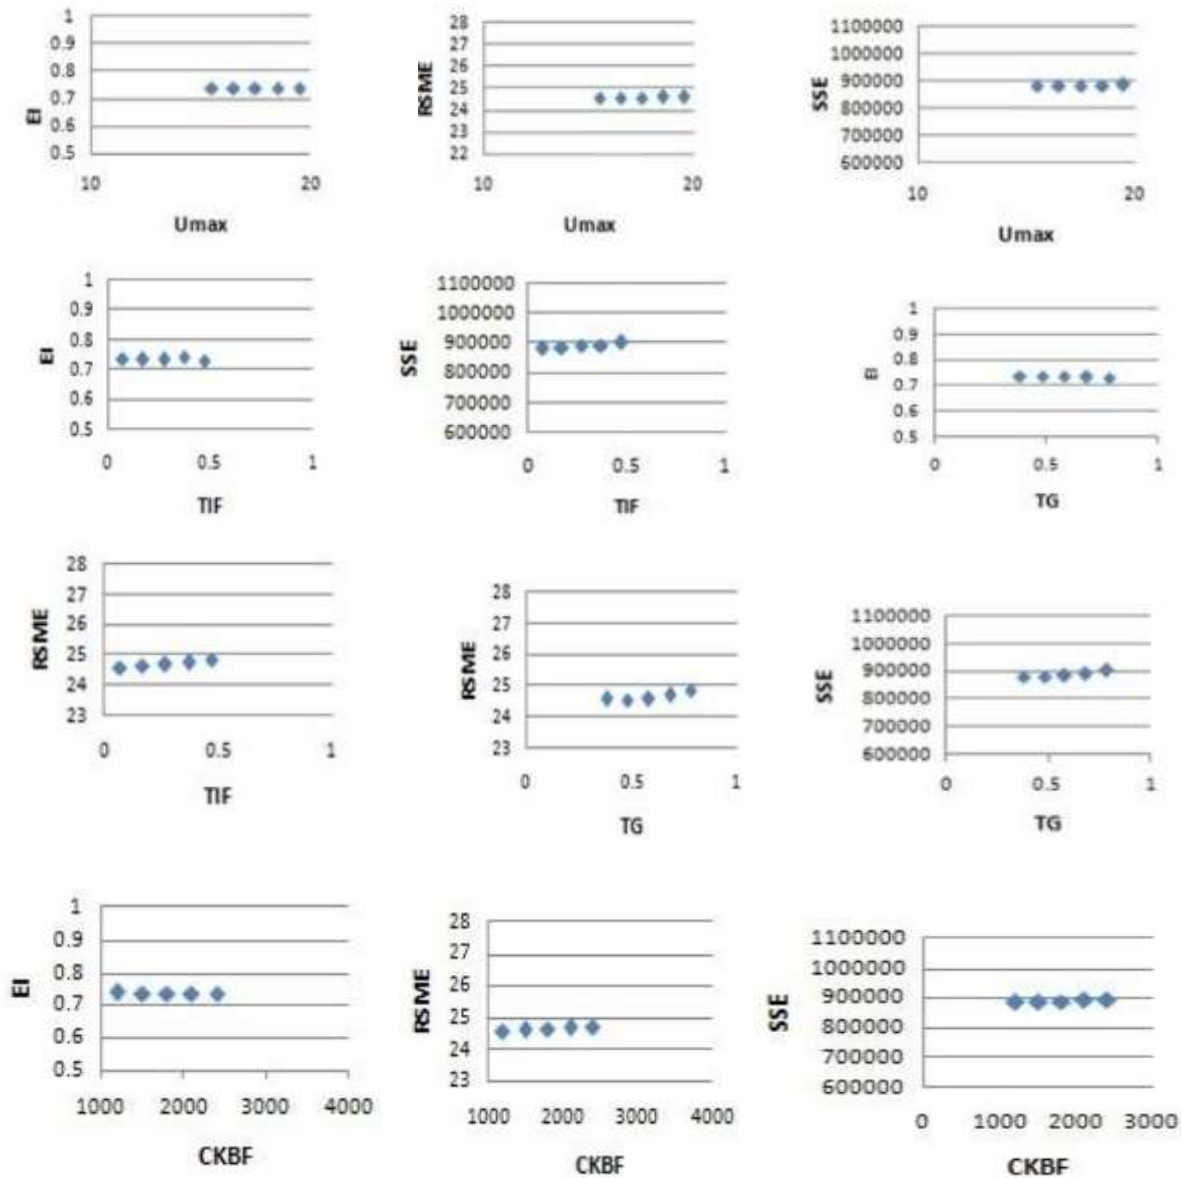 1
0.9
0.8
0.7
0.6
0.5
EI
10 20
Umax
28
27
26
25
24
23
22
RSME
10 20
Umax
1100000
1000000
900000
800000
700000
600000
SSE
10 20
Umax
1
0.9
0.8
0.7
0.6
0.5
EI
0 0.5 1
TIF
1100000
1000000
900000
800000
700000
600000
SSE
0 0.5 1
TIF
1
0.9
0.8
0.7
0.6
0.5
EI
0 0.5 1
TG
28
27
26
25
24
23
RSME
0 0.5 1
TIF
28
27
26
25
24
23
RSME
0 0.5 1
TG
1100000
1000000
900000
800000
700000
600000
SSE
0 0.5 1
TG
1
0.9
0.8
0.7
0.6
0.5
EI
1000 2000 3000 4000
CKBF
28
27
26
25
24
23
RSME
1000 2000 3000 4000
CKBF
1100000
1000000
900000
800000
700000
600000
SSE
0 1000 2000 3000
CKBF